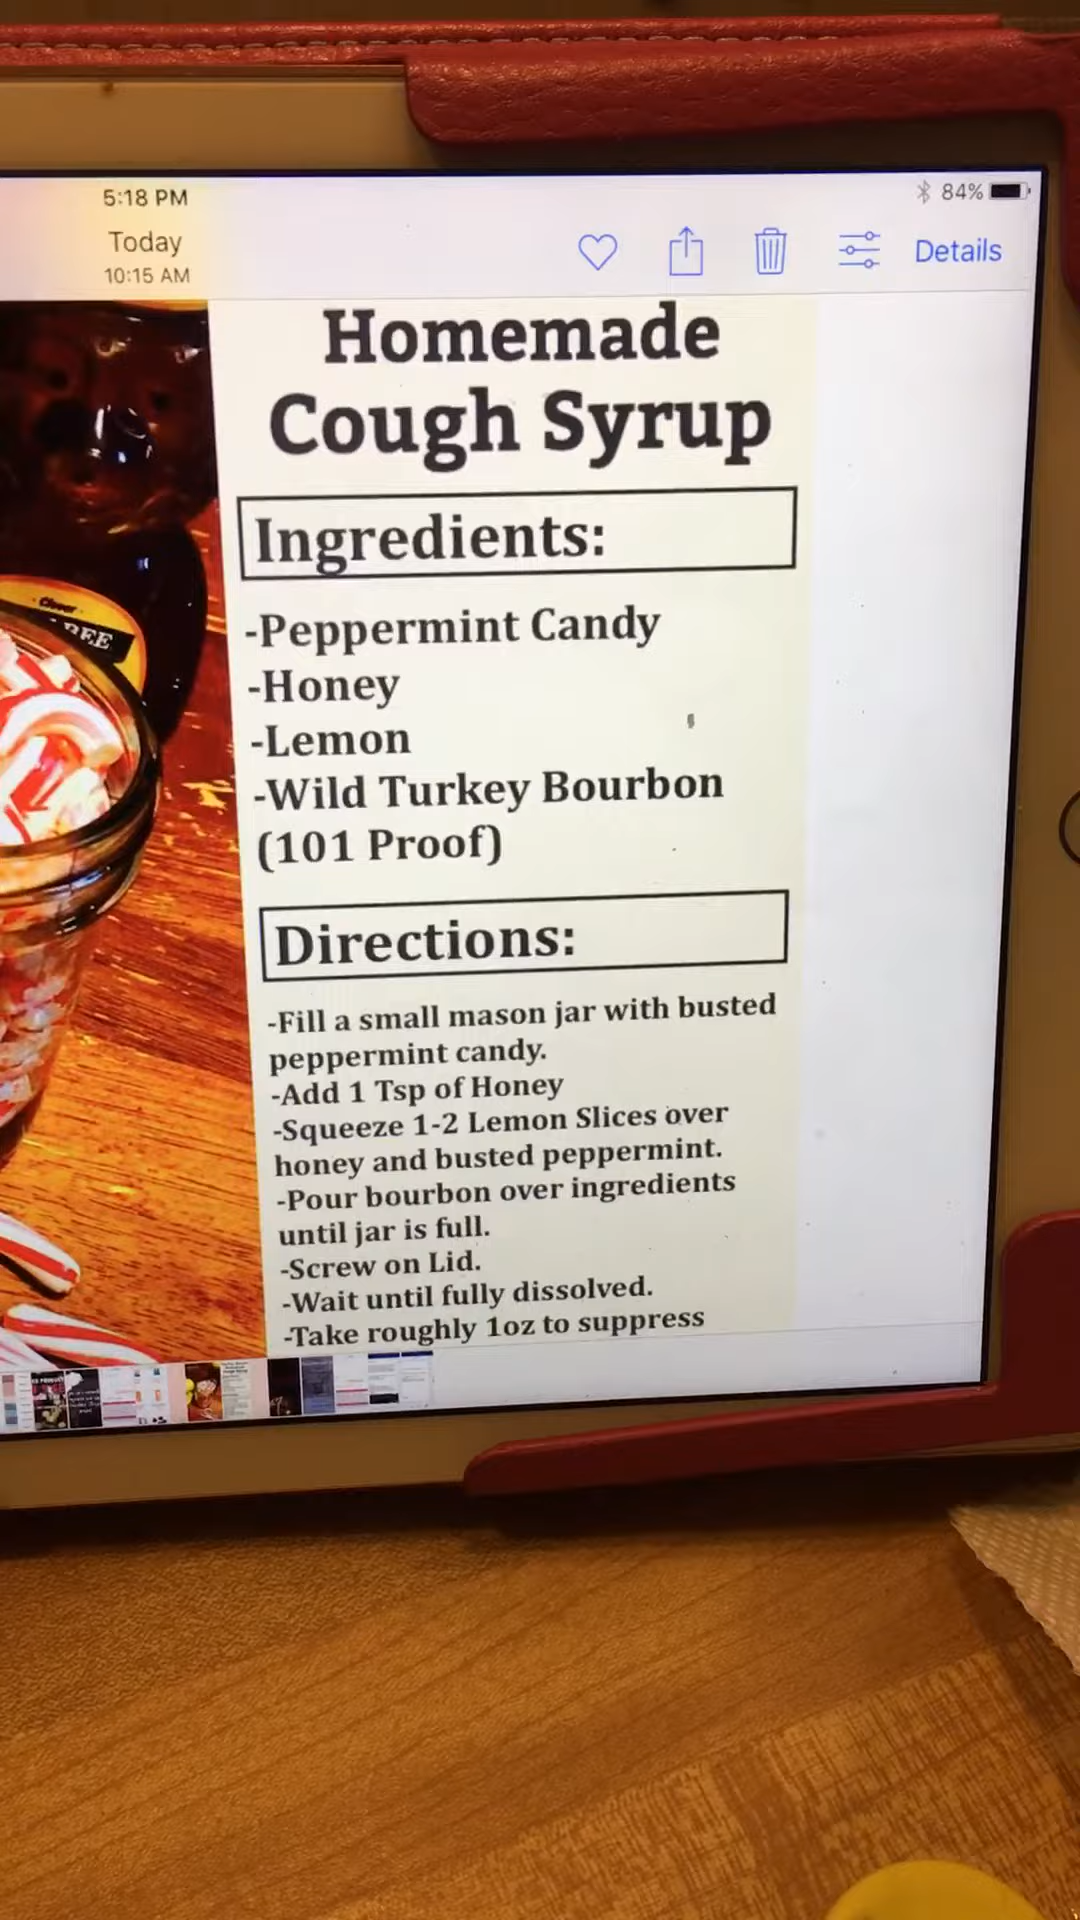 5:18 PM
84%
Today
10:15 AM
Details
Homemade
Cough Syrup
Ingredients:
-Peppermint Candy
-Honey
-Lemon
-Wild Turkey Bourbon
(101 Proof)
Clover
BEE
Directions:
-Fill a small mason jar with busted
peppermint candy.
-Add 1 Tsp of Honey
-Squeeze 1-2 Lemon Slices over
honey and busted peppermint.
-Pour bourbon over ingredients
until jar is full.
-Screw on Lid.
-Wait until fully dissolved.
-Take roughly 1oz to suppress